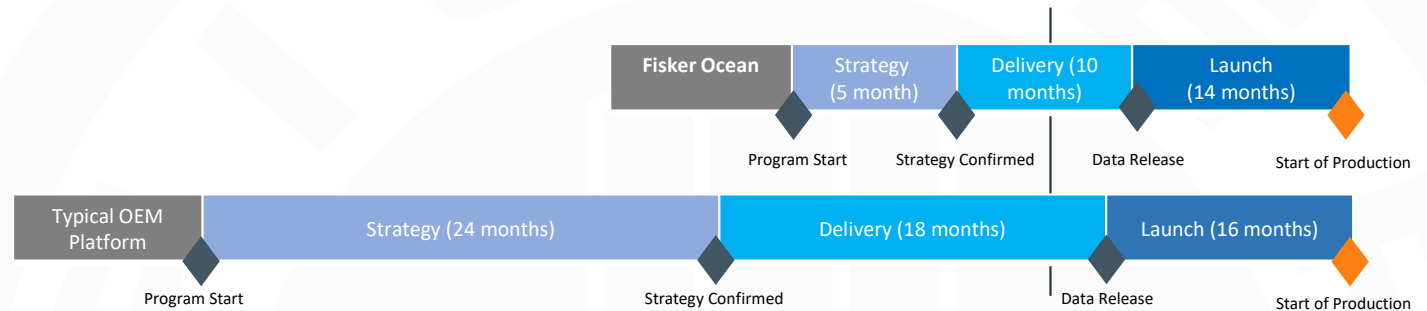 Fisker Ocean
Strategy
(5 month)
Delivery (10
months)
Launch
(14 months)
Program Start
Strategy Confirmed
Data Release
Start of Production
Typical OEM
Platform
Strategy (24 months)
Delivery (18 months)
Launch (16 months)
Program Start
Strategy Confirmed
Data Release
Start of Production